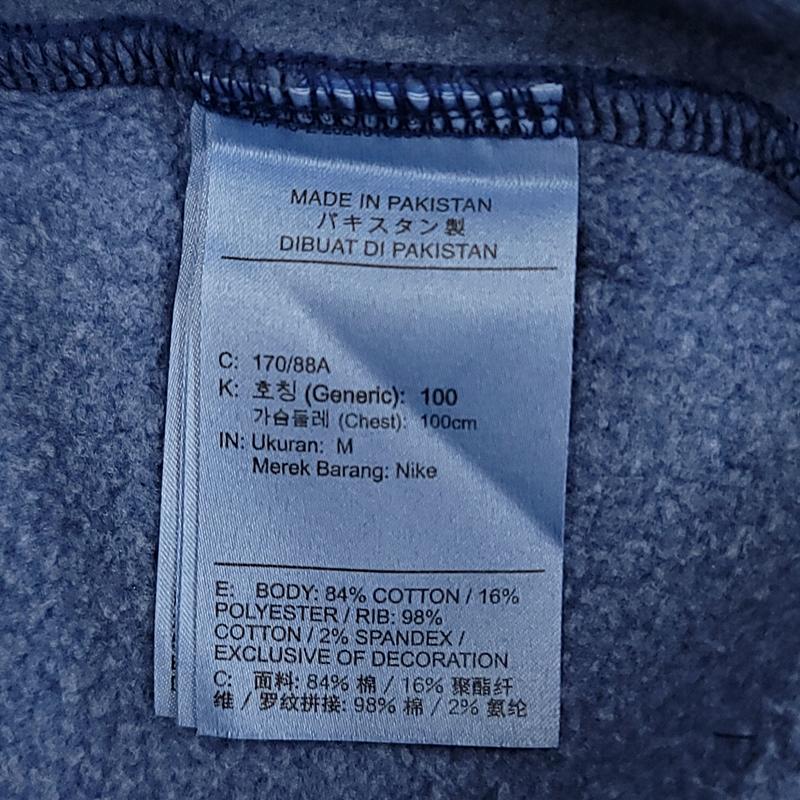 MADE IN PAKISTAN
パキスタン製
DIBUAT DI PAKISTAN
C: 170/88A
K: 호칭 (Generic): 100
가슴둘레 (Chest): 100cm
IN: Ukuran: M
Merek Barang: Nike
E: BODY: 84% COTTON / 16%
POLYESTER / RIB: 98%
COTTON / 2% SPANDEX /
EXCLUSIVE OF DECORATION
C: 面料: 84% 棉 / 16% 聚酯纤
维 / 罗纹拼接: 98% 棉 / 2% 氨纶